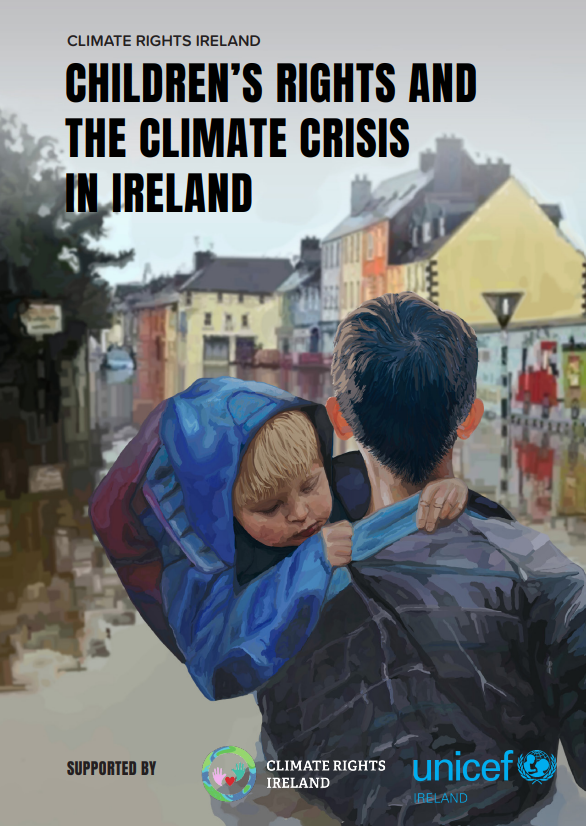 CLIMATE RIGHTS IRELAND
CHILDREN'S RIGHTS AND
THE CLIMATE CRISIS
IN IRELAND
SUPPORTED BY
CLIMATE RIGHTS
IRELAND
unicef
IRELAND